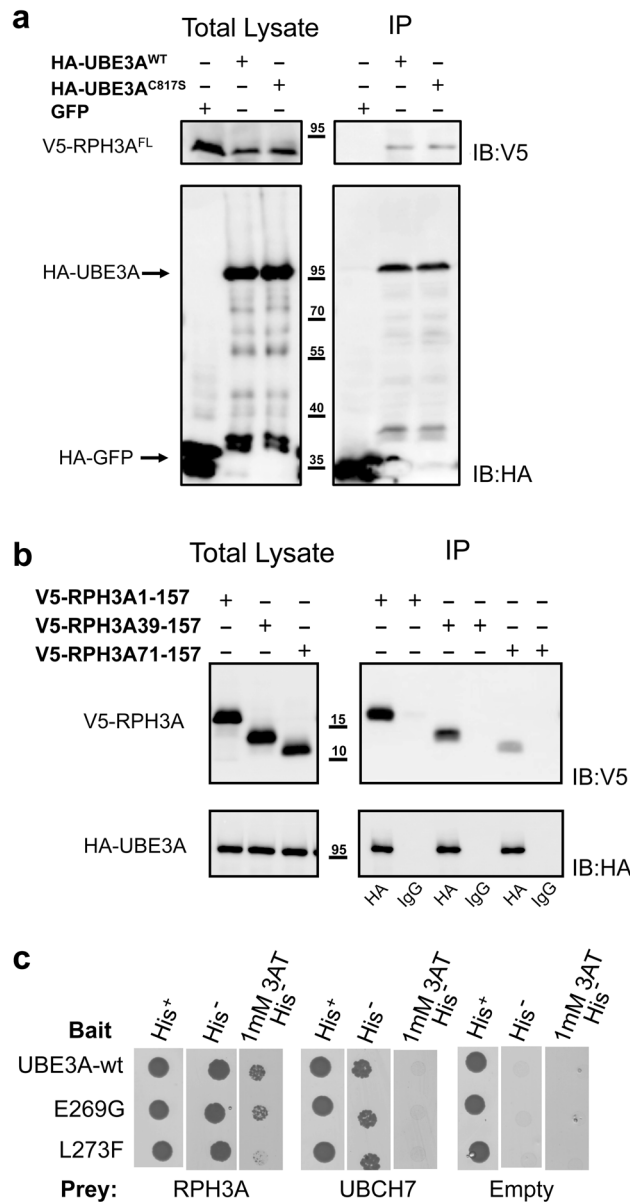 a
Total Lysate IP
HA-UBE3A^WT – + – – + –
HA-UBE3A^C817S – – + – – +
GFP + – – + – –
V5-RPH3A^FL 95 IB:V5
HA-UBE3A → 95
70
55
40
HA-GFP → 35 IB:HA
b
Total Lysate IP
V5-RPH3A1-157 + – – + + – – – –
V5-RPH3A39-157 – + – – – + + – –
V5-RPH3A71-157 – – + – – – – + +
V5-RPH3A 15
10
IB:V5
HA-UBE3A 95 IB:HA
HA IgG HA IgG HA IgG
c
Bait His⁺ His⁻ 1mM 3AT His⁻ His⁺ His⁻ 1mM 3AT His⁻ His⁺ His⁻ 1mM 3AT His⁻
UBE3A-wt
E269G
L273F
Prey: RPH3A UBCH7 Empty